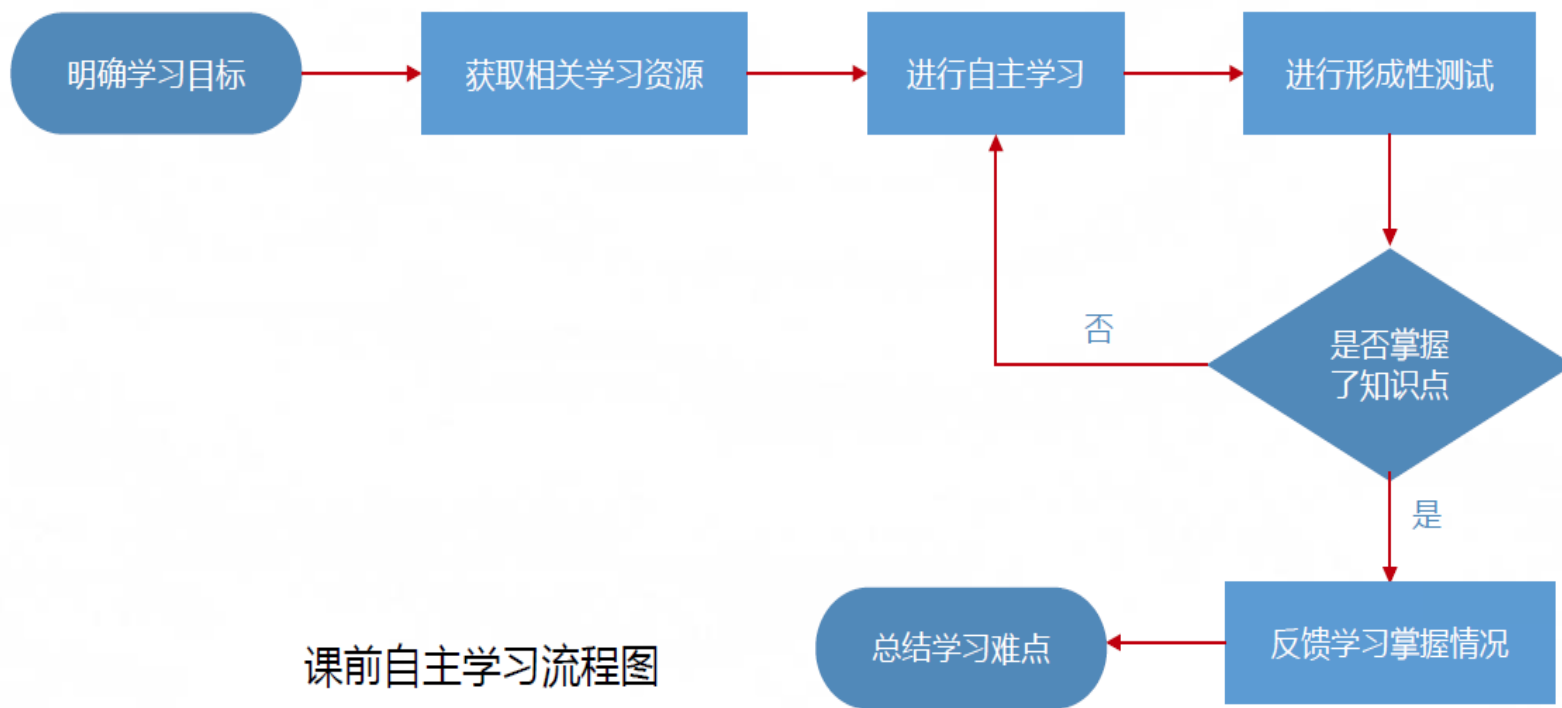 明确学习目标
获取相关学习资源
进行自主学习
进行形成性测试
否
是否掌握
了知识点
是
反馈学习掌握情况
总结学习难点
课前自主学习流程图